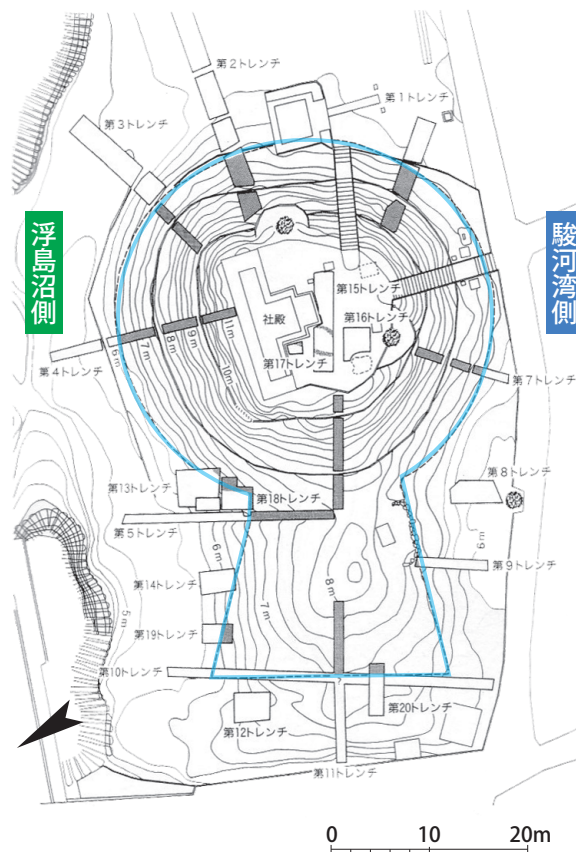 第2トレンチ
第1トレンチ
第3トレンチ
浮島沼側
駿河湾側
第15トレンチ
第16トレンチ
社殿
11m
9m
8m
7m
6m
10m
第17トレンチ
第4トレンチ
第7トレンチ
第13トレンチ
第18トレンチ
第8トレンチ
第5トレンチ
6m
6m
第9トレンチ
第14トレンチ
8m
7m
5m
第19トレンチ
第10トレンチ
第20トレンチ
第12トレンチ
第11トレンチ
0 10 20m